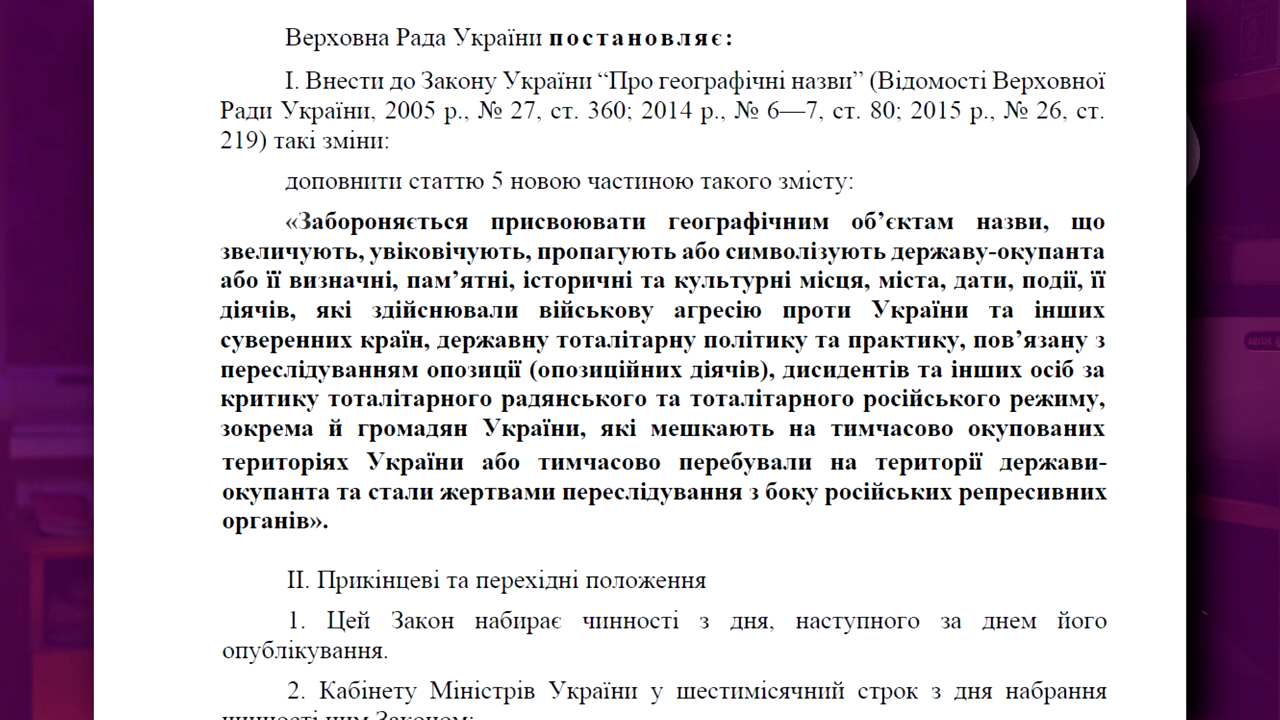 Верховна Рада України постановляє:
I. Внести до Закону України “Про географічні назви” (Відомості Верховної
Ради України, 2005 р., № 27, ст. 360; 2014 р., № 6—7, ст. 80; 2015 р., № 26, ст.
219) такі зміни:
доповнити статтю 5 новою частиною такого змісту:
«Забороняється присвоювати географічним об’єктам назви, що
звеличують, увіковічують, пропагують або символізують державу-окупанта
або її визначні, пам’ятні, історичні та культурні місця, міста, дати, події, її
діячів, які здійснювали військову агресію проти України та інших
суверенних країн, державну тоталітарну політику та практику, пов’язану з
переслідуванням опозиції (опозиційних діячів), дисидентів та інших осіб за
критику тоталітарного радянського та тоталітарного російського режиму,
зокрема й громадян України, які мешкають на тимчасово окупованих
територіях України або тимчасово перебували на території держави-
окупанта та стали жертвами переслідування з боку російських репресивних
органів».
II. Прикінцеві та перехідні положення
1. Цей Закон набирає чинності з дня, наступного за днем його
опублікування.
2. Кабінету Міністрів України у шестимісячний строк з дня набрання
чинності цим Законом: